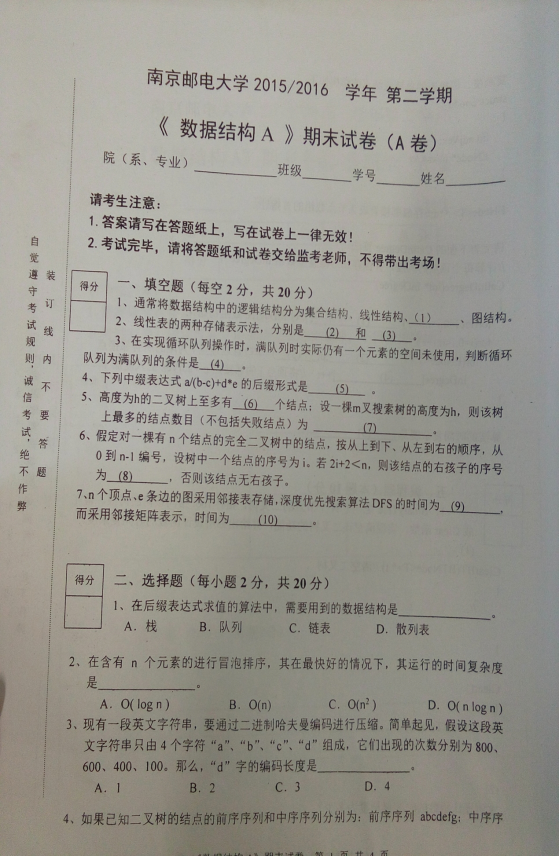 南京邮电大学 2015/2016 学年 第二学期
《 数据结构 A 》期末试卷（A 卷）
院（系、专业）____________班级_______学号______姓名________
请考生注意：
1. 答案请写在答题纸上，写在试卷上一律无效！
2. 考试完毕，请将答题纸和试卷交给监考老师，不得带出考场！
自觉遵守考试规则，诚信考试，绝不作弊
装订线内不要答题
得分
一、填空题（每空 2 分，共 20 分）
1、通常将数据结构中的逻辑结构分为集合结构、线性结构、(1)____、图结构。
2、线性表的两种存储表示法，分别是__(2)__和__(3)__。
3、在实现循环队列操作时，满队列时实际仍有一个元素的空间未使用，判断循环
队列为满队列的条件是__(4)__。
4、下列中缀表达式 a/(b-c)+d*e 的后缀形式是____(5)____。
5、高度为h的二叉树上至多有__(6)__个结点；设一棵m叉搜索树的高度为h，则该树
上最多的结点数目（不包括失败结点）为______(7)______。
6、假定对一棵有 n 个结点的完全二叉树中的结点，按从上到下、从左到右的顺序，从
0 到 n-1 编号，设树中一个结点的序号为 i。若 2i+2＜n，则该结点的右孩子的序号
为__(8)____，否则该结点无右孩子。
7、n 个顶点、e 条边的图采用邻接表存储，深度优先搜索算法 DFS 的时间为__(9)____，
而采用邻接矩阵表示，时间为____(10)____。
得分
二、选择题（每小题 2 分，共 20 分）
1、在后缀表达式求值的算法中，需要用到的数据结构是______________。
A. 栈 B. 队列 C. 链表 D. 散列表
2、在含有 n 个元素的进行冒泡排序，其在最快好的情况下，其运行的时间复杂度
是______________。
A. O( log n ) B. O(n) C. O(n² ) D. O( n log n )
3、现有一段英文字符串，要通过二进制哈夫曼编码进行压缩。简单起见，假设这段英
文字符串只由 4 个字符“a”、“b”、“c”、“d”组成，它们出现的次数分别为 800、
600、400、100。那么，“d”字的编码长度是______________。
A. 1 B. 2 C. 3 D. 4
4、如果已知二叉树的结点的前序序列和中序序列分别为：前序序列 abcdefg；中序序